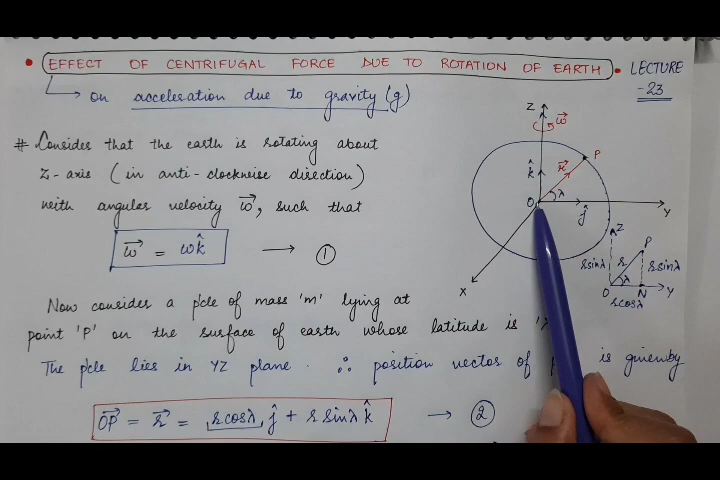 • EFFECT OF CENTRIFUGAL FORCE DUE TO ROTATION OF EARTH •
LECTURE
-23
↳ on acceleration due to gravity (g)
# Consider that the earth is rotating about
Z-axis (in anti-clockwise direction)
with angular velocity ω⃗, such that
ω⃗ = ωk̂ → ①
Z
ω⃗
P
k̂
r⃗
λ
O
ĵ
Y
X
Z
P
r sinλ
r
r sinλ
λ
O
N
Y
r cosλ
Now consider a p'cle of mass 'm' lying at
point 'P' on the surface of earth whose latitude is 'λ
The p'cle lies in YZ plane. ∴ position vector of is given by
OP⃗ = r⃗ = r cosλ ĵ + r sinλ k̂ → ②